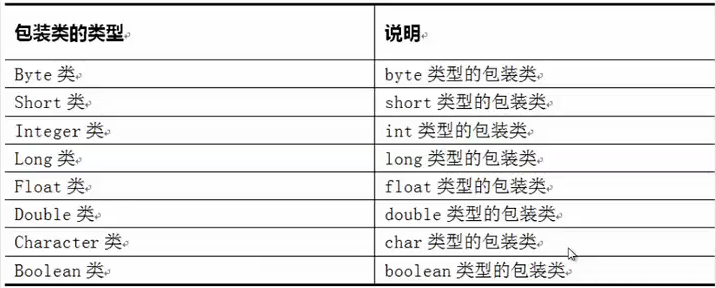 包装类的类型 说明
Byte 类 byte 类型的包装类
Short 类 short 类型的包装类
Integer 类 int 类型的包装类
Long 类 long 类型的包装类
Float 类 float 类型的包装类
Double 类 double 类型的包装类
Character 类 char 类型的包装类
Boolean 类 boolean 类型的包装类